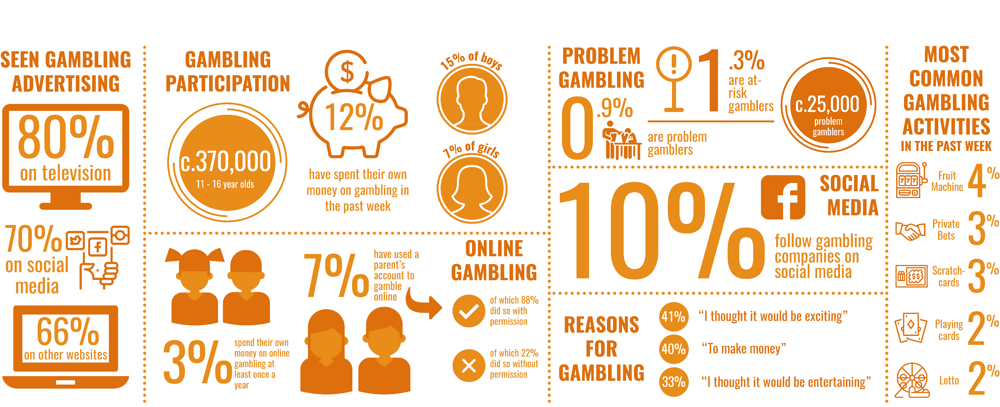 SEEN GAMBLING
ADVERTISING
80%
on television
70%
on social
media
66%
on other websites
GAMBLING
PARTICIPATION
c.370,000
11 - 16 year olds
$
12%
have spent their own
money on gambling in
the past week
15% of boys
7% of girls
3%
spend their own
money on online
gambling at
least once a
year
7%
have used a
parent's
account to
gamble
online
ONLINE
GAMBLING
of which 88%
did so with
permission
of which 22%
did so without
permission
PROBLEM
GAMBLING
0.9%
are problem
gamblers
!
1.3%
are at-
risk
gamblers
c.25,000
problem
gamblers
10%
f
SOCIAL
MEDIA
follow gambling
companies on
social media
REASONS
FOR
GAMBLING
41% “I thought it would be exciting”
40% “To make money”
33% “I thought it would be entertaining”
MOST
COMMON
GAMBLING
ACTIVITIES
IN THE PAST WEEK
777
Fruit
Machine
4%
Private
Bets
3%
$$
Scratch-
cards
3%
Playing
cards
2%
Lotto
2%